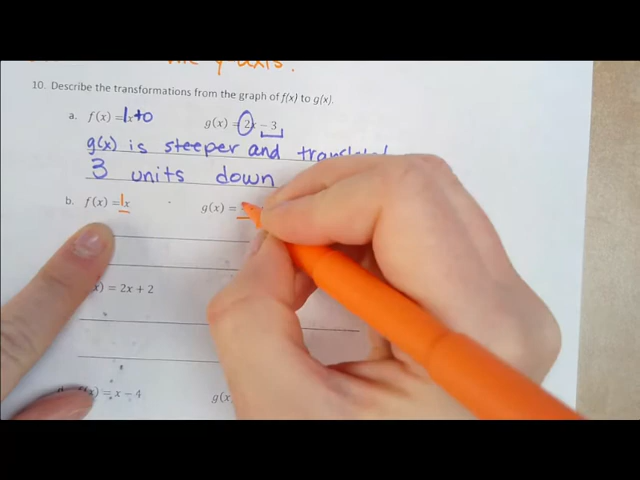 y-axis.
10. Describe the transformations from the graph of f(x) to g(x).
a. f(x) = 1x+0 g(x) = 2x - 3
g(x) is steeper and translated
3 units down
b. f(x) = 1x g(x) =
x) = 2x + 2
f(x) = x - 4 g(x)